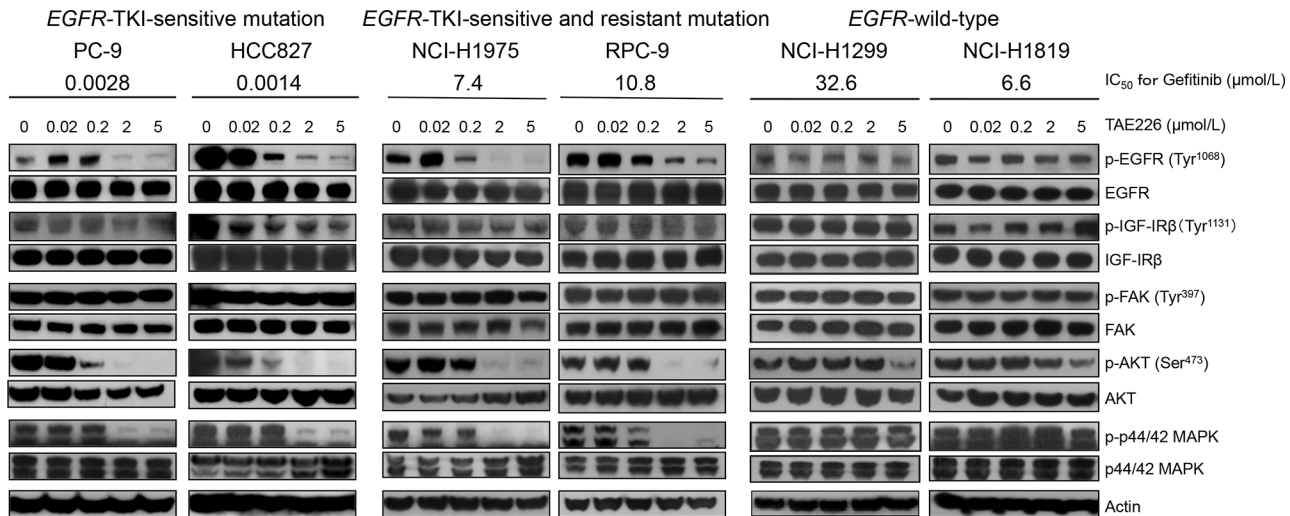 EGFR-TKI-sensitive mutation EGFR-TKI-sensitive and resistant mutation EGFR-wild-type
PC-9 HCC827 NCI-H1975 RPC-9 NCI-H1299 NCI-H1819
0.0028 0.0014 7.4 10.8 32.6 6.6 IC50 for Gefitinib (μmol/L)
0 0.02 0.2 2 5 0 0.02 0.2 2 5 0 0.02 0.2 2 5 0 0.02 0.2 2 5 0 0.02 0.2 2 5 0 0.02 0.2 2 5 TAE226 (μmol/L)
p-EGFR (Tyr1068)
EGFR
p-IGF-IRβ(Tyr1131)
IGF-IRβ
p-FAK (Tyr397)
FAK
p-AKT (Ser473)
AKT
p-p44/42 MAPK
p44/42 MAPK
Actin